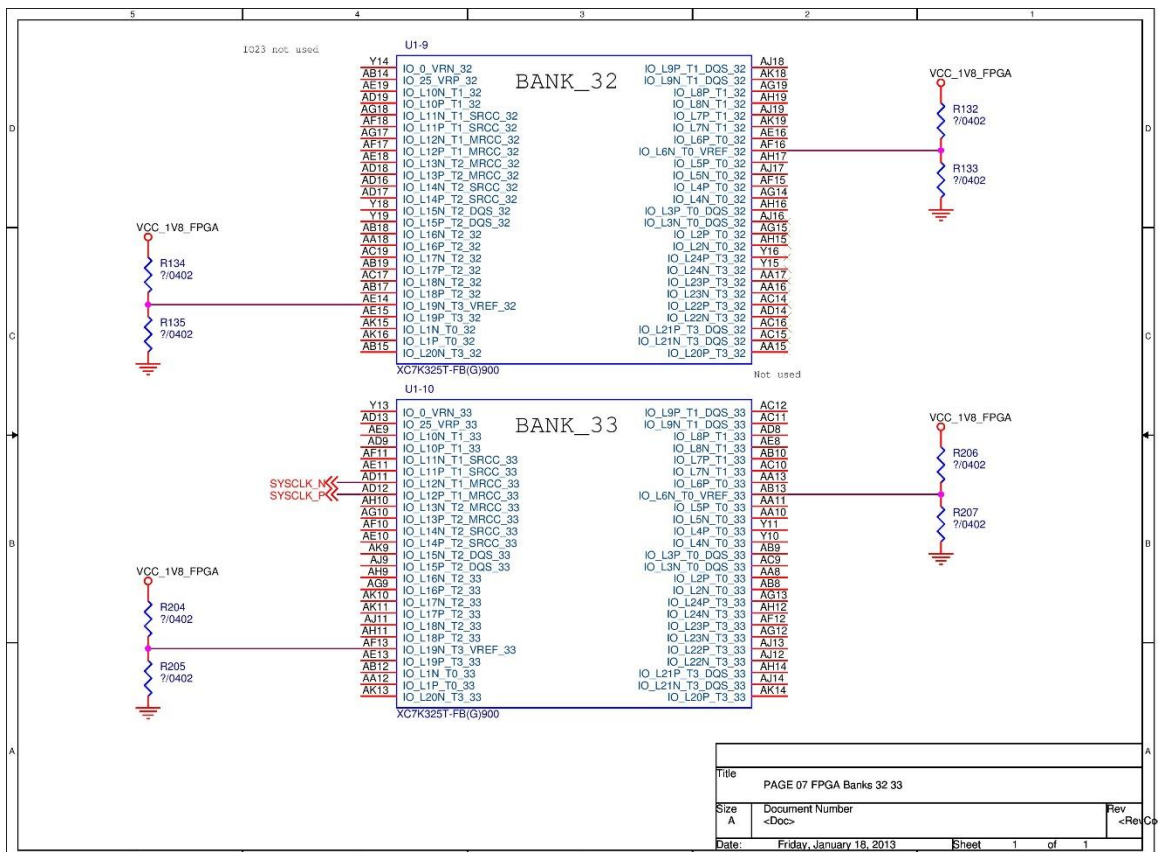 5 4 3 2 1
IO23 not used
U1-9
BANK_32
Y14 IO_0_VRN_32
AB14 IO_25_VRP_32
AE19 IO_L10N_T1_32
AD19 IO_L10P_T1_32
AG18 IO_L11N_T1_SRCC_32
AF18 IO_L11P_T1_SRCC_32
AG17 IO_L12N_T1_MRCC_32
AF17 IO_L12P_T1_MRCC_32
AE18 IO_L13N_T2_MRCC_32
AD18 IO_L13P_T2_MRCC_32
AD16 IO_L14N_T2_SRCC_32
AD17 IO_L14P_T2_SRCC_32
Y18 IO_L15N_T2_DQS_32
Y19 IO_L15P_T2_DQS_32
AB18 IO_L16N_T2_32
AA18 IO_L16P_T2_32
AC19 IO_L17N_T2_32
AB19 IO_L17P_T2_32
AC17 IO_L18N_T2_32
AB17 IO_L18P_T2_32
AE14 IO_L19N_T3_VREF_32
AE15 IO_L19P_T3_32
AK15 IO_L1N_T0_32
AK16 IO_L1P_T0_32
AB15 IO_L20N_T3_32
IO_L9P_T1_DQS_32 AJ18
IO_L9N_T1_DQS_32 AK18
IO_L8P_T1_32 AG19
IO_L8N_T1_32 AH19
IO_L7P_T1_32 AJ19
IO_L7N_T1_32 AK19
IO_L6P_T0_32 AE16
IO_L6N_T0_VREF_32 AF16
IO_L5P_T0_32 AH17
IO_L5N_T0_32 AJ17
IO_L4P_T0_32 AF15
IO_L4N_T0_32 AG14
IO_L3P_T0_DQS_32 AH16
IO_L3N_T0_DQS_32 AJ16
IO_L2P_T0_32 AG15
IO_L2N_T0_32 AH15
IO_L24P_T3_32 Y16
IO_L24N_T3_32 Y15
IO_L23P_T3_32 AA17
IO_L23N_T3_32 AA16
IO_L22P_T3_32 AC14
IO_L22N_T3_32 AD14
IO_L21P_T3_DQS_32 AC16
IO_L21N_T3_DQS_32 AC15
IO_L20P_T3_32 AA15
XC7K325T-FB(G)900
VCC_1V8_FPGA
R132
?/0402
R133
?/0402
VCC_1V8_FPGA
R134
?/0402
R135
?/0402
Not used
U1-10
BANK_33
Y13 IO_0_VRN_33
AD13 IO_25_VRP_33
AE9 IO_L10N_T1_33
AD9 IO_L10P_T1_33
AF11 IO_L11N_T1_SRCC_33
AE11 IO_L11P_T1_SRCC_33
SYSCLK_N AD11 IO_L12N_T1_MRCC_33
SYSCLK_P AD12 IO_L12P_T1_MRCC_33
AH10 IO_L13N_T2_MRCC_33
AG10 IO_L13P_T2_MRCC_33
AF10 IO_L14N_T2_SRCC_33
AE10 IO_L14P_T2_SRCC_33
AK9 IO_L15N_T2_DQS_33
AJ9 IO_L15P_T2_DQS_33
AH9 IO_L16N_T2_33
AG9 IO_L16P_T2_33
AK10 IO_L17N_T2_33
AK11 IO_L17P_T2_33
AJ11 IO_L18N_T2_33
AH11 IO_L18P_T2_33
AF13 IO_L19N_T3_VREF_33
AE13 IO_L19P_T3_33
AB12 IO_L1N_T0_33
AA12 IO_L1P_T0_33
AK13 IO_L20N_T3_33
IO_L9P_T1_DQS_33 AC12
IO_L9N_T1_DQS_33 AC11
IO_L8P_T1_33 AD8
IO_L8N_T1_33 AE8
IO_L7P_T1_33 AB10
IO_L7N_T1_33 AC10
IO_L6P_T0_33 AA13
IO_L6N_T0_VREF_33 AB13
IO_L5P_T0_33 AA11
IO_L5N_T0_33 AA10
IO_L4P_T0_33 Y11
IO_L4N_T0_33 Y10
IO_L3P_T0_DQS_33 AB9
IO_L3N_T0_DQS_33 AC9
IO_L2P_T0_33 AA8
IO_L2N_T0_33 AB8
IO_L24P_T3_33 AG13
IO_L24N_T3_33 AH12
IO_L23P_T3_33 AF12
IO_L23N_T3_33 AG12
IO_L22P_T3_33 AJ13
IO_L22N_T3_33 AJ12
IO_L21P_T3_DQS_33 AH14
IO_L21N_T3_DQS_33 AJ14
IO_L20P_T3_33 AK14
XC7K325T-FB(G)900
VCC_1V8_FPGA
R206
?/0402
R207
?/0402
VCC_1V8_FPGA
R204
?/0402
R205
?/0402
D D
C C
B B
A A
Title
PAGE 07 FPGA Banks 32 33
Size Document Number Rev
A <Doc> <RevCo
Date: Friday, January 18, 2013 Sheet 1 of 1